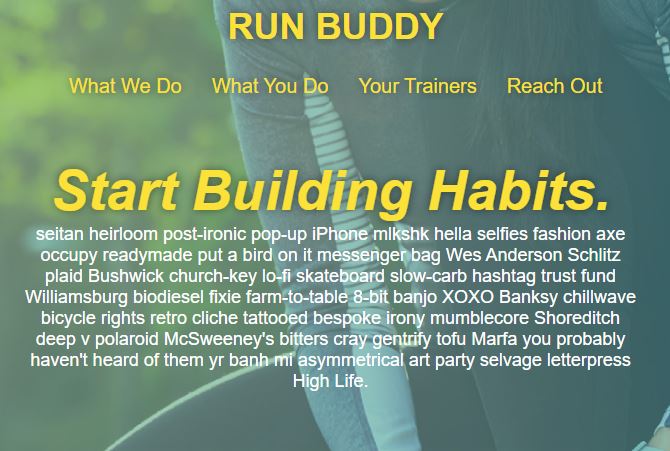 RUN BUDDY
What We Do What You Do Your Trainers Reach Out
Start Building Habits.
seitan heirloom post-ironic pop-up iPhone mlkshk hella selfies fashion axe
occupy readymade put a bird on it messenger bag Wes Anderson Schlitz
plaid Bushwick church-key lo-fi skateboard slow-carb hashtag trust fund
Williamsburg biodiesel fixie farm-to-table 8-bit banjo XOXO Banksy chillwave
bicycle rights retro cliche tattooed bespoke irony mumblecore Shoreditch
deep v polaroid McSweeney's bitters cray gentrify tofu Marfa you probably
haven't heard of them yr banh mi asymmetrical art party selvage letterpress
High Life.